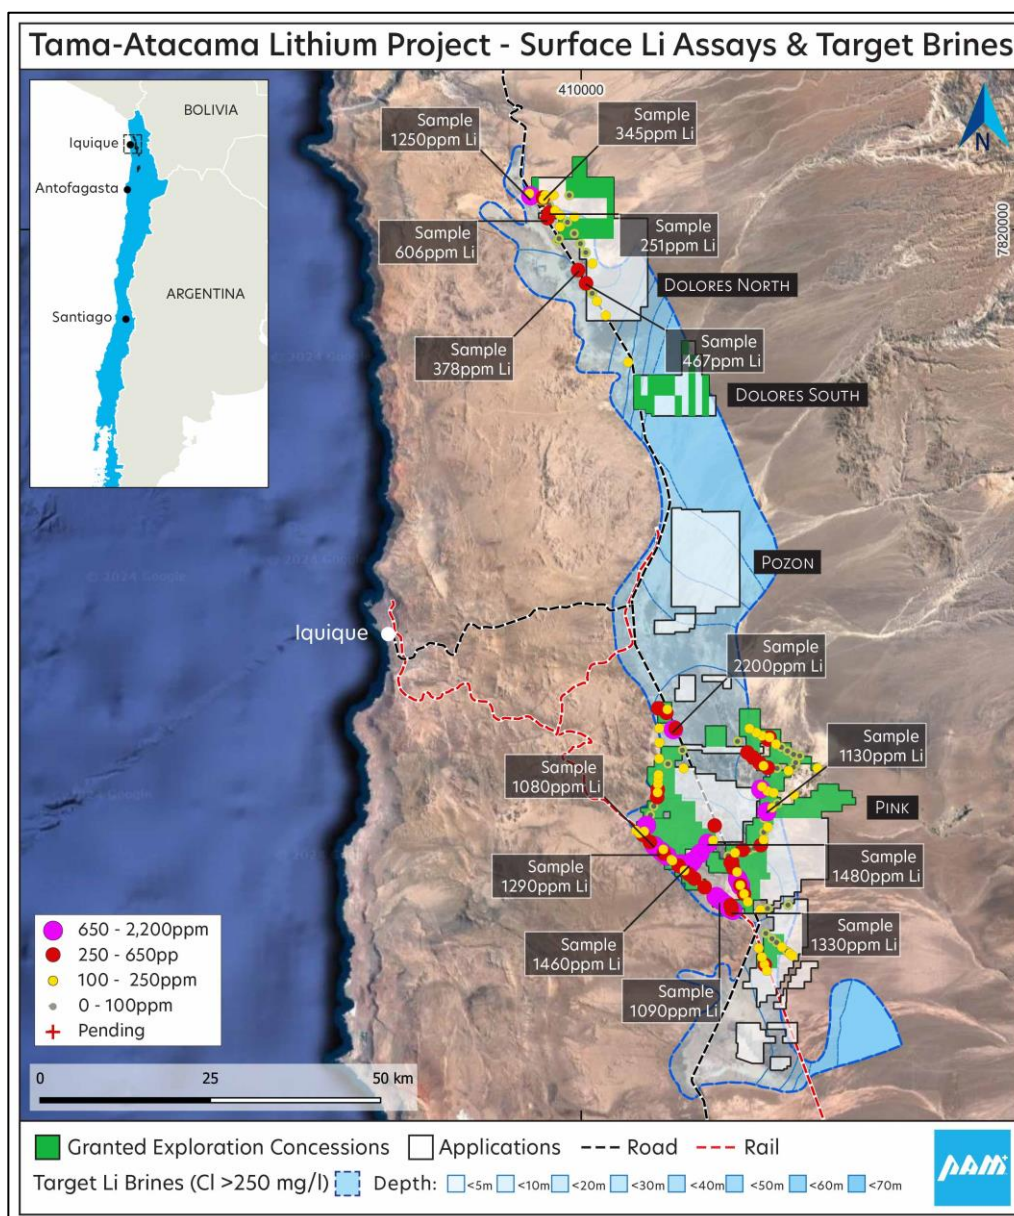 Tama-Atacama Lithium Project - Surface Li Assays & Target Brines
410000
7820000
N
BOLIVIA
Iquique
Antofagasta
ARGENTINA
Santiago
Sample
1250ppm Li
Sample
345ppm Li
Sample
606ppm Li
Sample
251ppm Li
DOLORES NORTH
Sample
378ppm Li
Sample
467ppm Li
DOLORES SOUTH
POZON
Iquique
Sample
2200ppm Li
Sample
1130ppm Li
Sample
1080ppm Li
PINK
Sample
1290ppm Li
Sample
1480ppm Li
Sample
1460ppm Li
Sample
1330ppm Li
Sample
1090ppm Li
650 - 2,200ppm
250 - 650pp
100 - 250ppm
0 - 100ppm
Pending
0 25 50 km
Granted Exploration Concessions Applications Road Rail
Target Li Brines (Cl >250 mg/l) Depth: <5m <10m <20m <30m <40m <50m <60m <70m
PAM